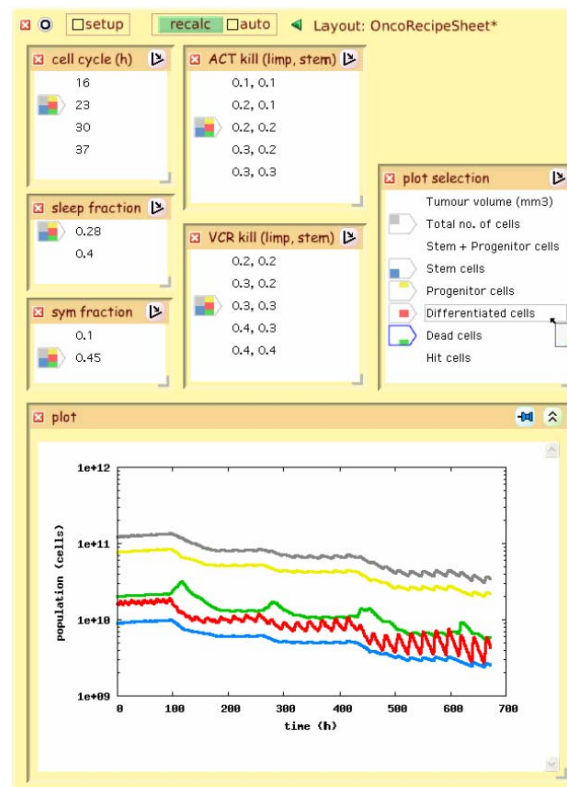 setup recalc auto Layout: OncoRecipeSheet*
cell cycle (h)
16
23
30
37
sleep fraction
0.28
0.4
sym fraction
0.1
0.45
ACT kill (limp, stem)
0.1, 0.1
0.2, 0.1
0.2, 0.2
0.3, 0.2
0.3, 0.3
VCR kill (limp, stem)
0.2, 0.2
0.3, 0.2
0.3, 0.3
0.4, 0.3
0.4, 0.4
plot selection
Tumour volume (mm3)
Total no. of cells
Stem + Progenitor cells
Stem cells
Progenitor cells
Differentiated cells
Dead cells
Hit cells
plot
1e+12
1e+11
1e+10
1e+09
population (cells)
0 100 200 300 400 500 600 700
time (h)